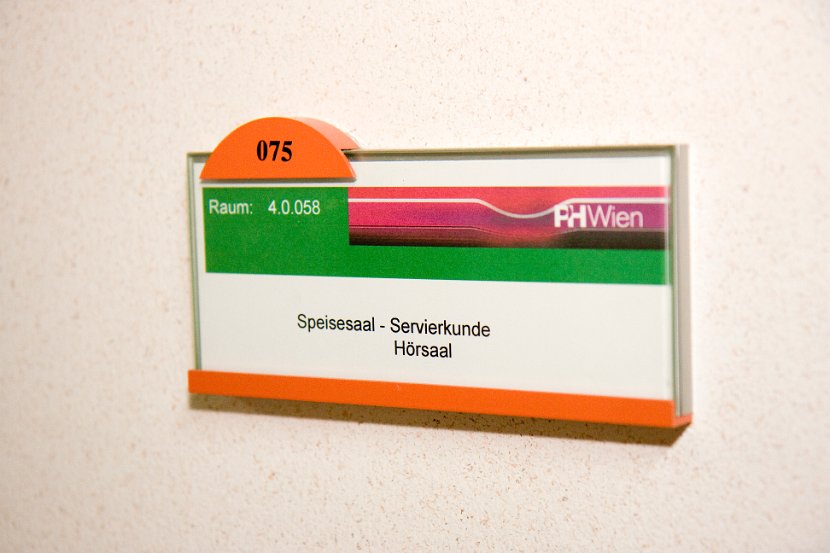 075
Raum: 4.0.058
PHWien
Speisesaal - Servierkunde
Hörsaal